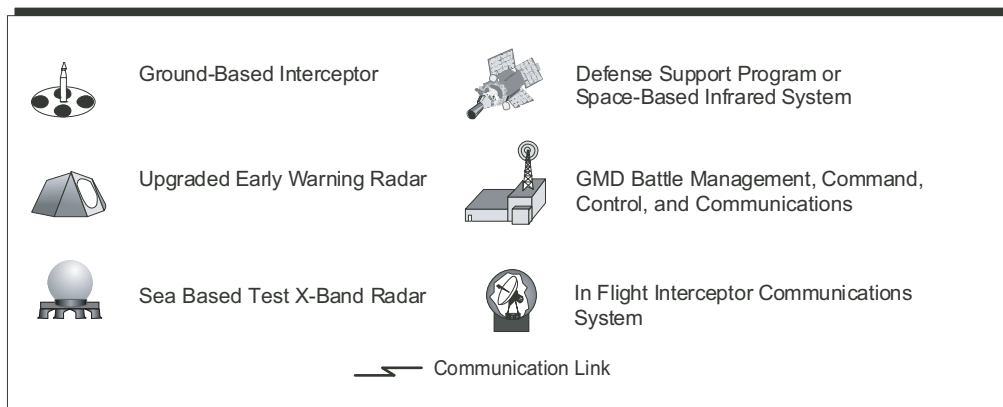 Ground-Based Interceptor
Defense Support Program or
Space-Based Infrared System
Upgraded Early Warning Radar
GMD Battle Management, Command,
Control, and Communications
Sea Based Test X-Band Radar
In Flight Interceptor Communications
System
Communication Link